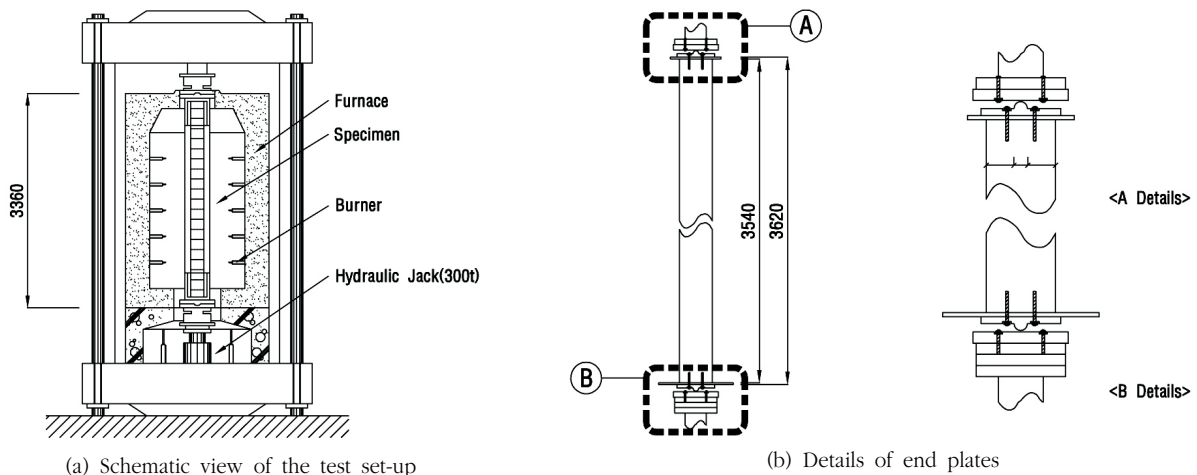 3360
Furnace
Specimen
Burner
Hydraulic Jack(300t)
(a) Schematic view of the test set-up
A
3540
3620
B
<A Details>
<B Details>
(b) Details of end plates